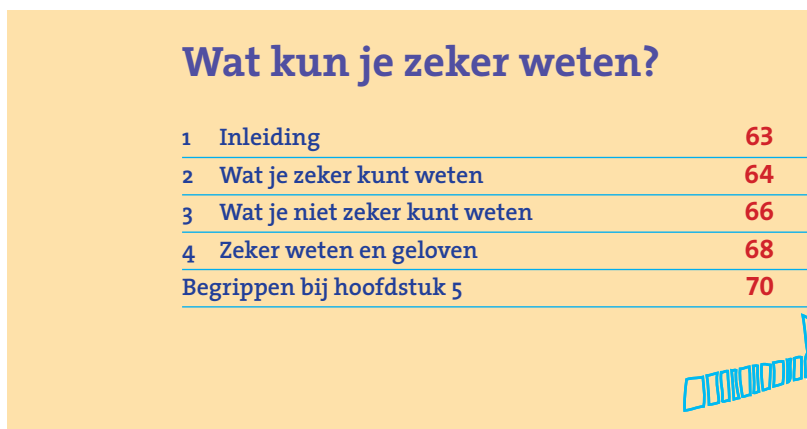 Wat kun je zeker weten?
1 Inleiding 63
2 Wat je zeker kunt weten 64
3 Wat je niet zeker kunt weten 66
4 Zeker weten en geloven 68
Begrippen bij hoofdstuk 5 70